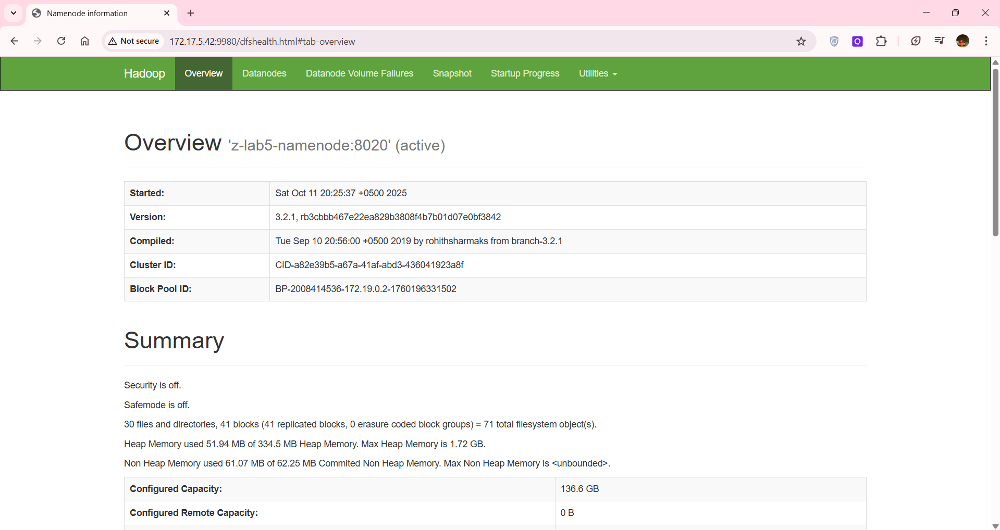 Namenode information
Not secure 172.17.5.42:9980/dfshealth.html#tab-overview
Hadoop Overview Datanodes Datanode Volume Failures Snapshot Startup Progress Utilities
Overview 'z-lab5-namenode:8020' (active)
Started: Sat Oct 11 20:25:37 +0500 2025
Version: 3.2.1, rb3cbbb467e22ea829b3808f4b7b01d07e0bf3842
Compiled: Tue Sep 10 20:56:00 +0500 2019 by rohithsharmaks from branch-3.2.1
Cluster ID: CID-a82e39b5-a67a-41af-abd3-436041923a8f
Block Pool ID: BP-2008414536-172.19.0.2-1760196331502
Summary
Security is off.
Safemode is off.
30 files and directories, 41 blocks (41 replicated blocks, 0 erasure coded block groups) = 71 total filesystem object(s).
Heap Memory used 51.94 MB of 334.5 MB Heap Memory. Max Heap Memory is 1.72 GB.
Non Heap Memory used 61.07 MB of 62.25 MB Commited Non Heap Memory. Max Non Heap Memory is <unbounded>.
Configured Capacity: 136.6 GB
Configured Remote Capacity: 0 B